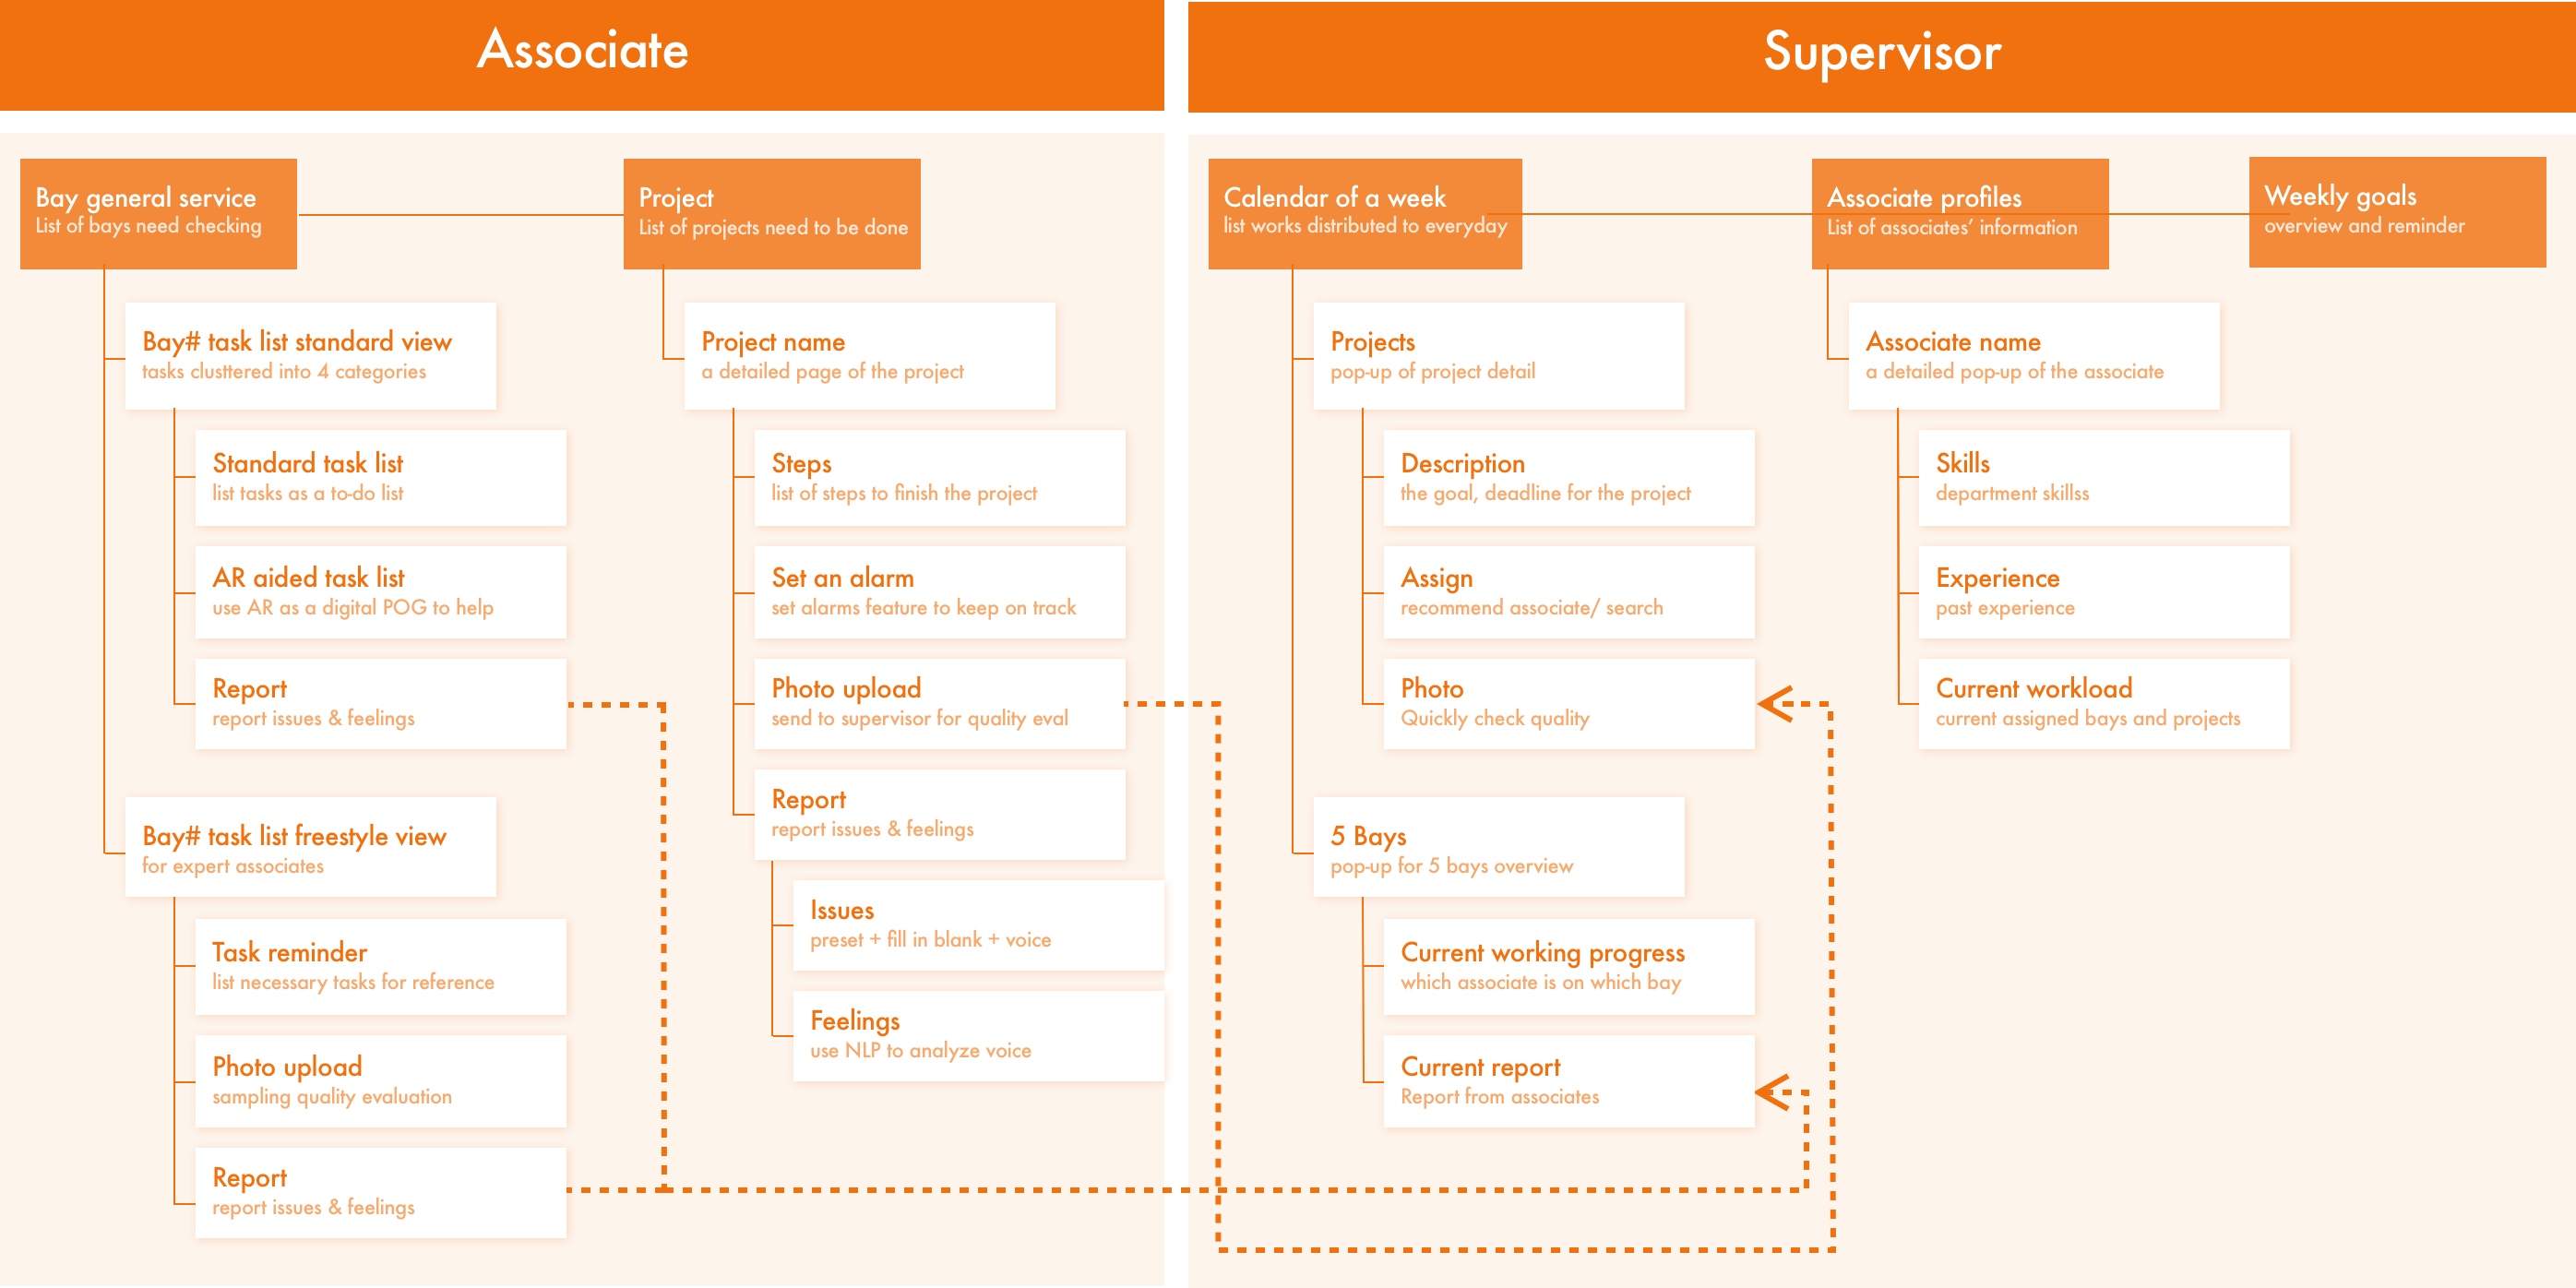 Associate
Bay general service
List of bays need checking
Project
List of projects need to be done
Bay# task list standard view
tasks clusttered into 4 categories
Standard task list
list tasks as a to-do list
AR aided task list
use AR as a digital POG to help
Report
report issues & feelings
Bay# task list freestyle view
for expert associates
Task reminder
list necessary tasks for reference
Photo upload
sampling quality evaluation
Report
report issues & feelings
Project name
a detailed page of the project
Steps
list of steps to finish the project
Set an alarm
set alarms feature to keep on track
Photo upload
send to supervisor for quality eval
Report
report issues & feelings
Issues
preset + fill in blank + voice
Feelings
use NLP to analyze voice
Supervisor
Calendar of a week
list works distributed to everyday
Associate profiles
List of associates’ information
Weekly goals
overview and reminder
Projects
pop-up of project detail
Description
the goal, deadline for the project
Assign
recommend associate/ search
Photo
Quickly check quality
5 Bays
pop-up for 5 bays overview
Current working progress
which associate is on which bay
Current report
Report from associates
Associate name
a detailed pop-up of the associate
Skills
department skillss
Experience
past experience
Current workload
current assigned bays and projects